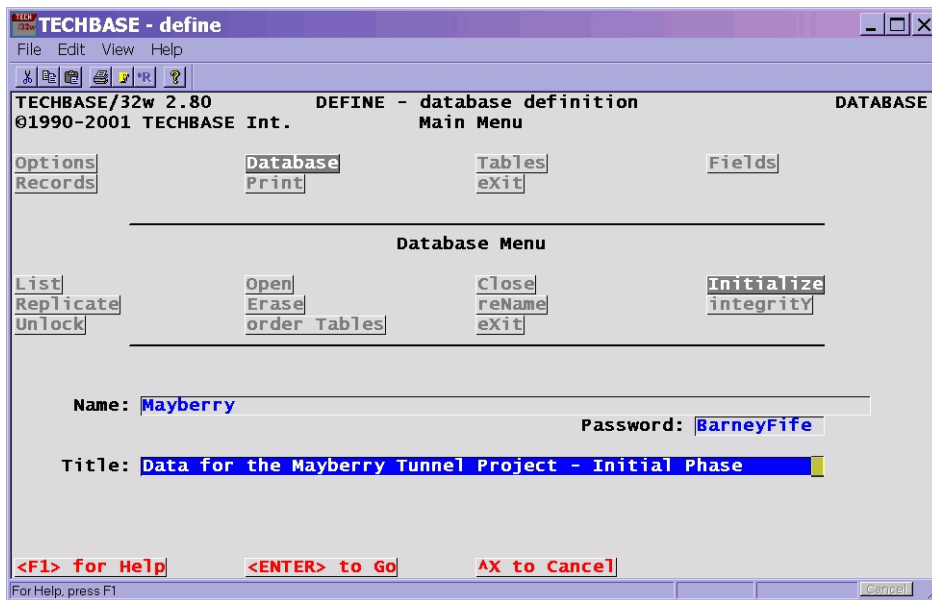 TECHBASE - define
File Edit View Help
TECHBASE/32w 2.80 DEFINE - database definition DATABASE
©1990-2001 TECHBASE Int. Main Menu
Options Database Tables Fields
Records Print eXit
Database Menu
List Open Close Initialize
Replicate Erase reName integritY
Unlock order Tables eXit
Name: Mayberry
Password: BarneyFife
Title: Data for the Mayberry Tunnel Project - Initial Phase
<F1> for Help <ENTER> to Go ^X to Cancel
For Help, press F1 Cancel